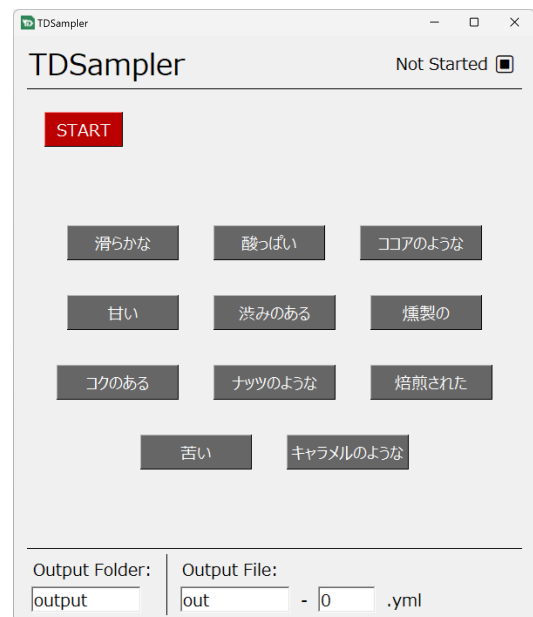 TDSampler
TDSampler Not Started
START
滑らかな 酸っぱい ココアのような
甘い 渋みのある 燻製の
コクのある ナッツのような 焙煎された
苦い キャラメルのような
Output Folder: Output File:
output out - 0 .yml